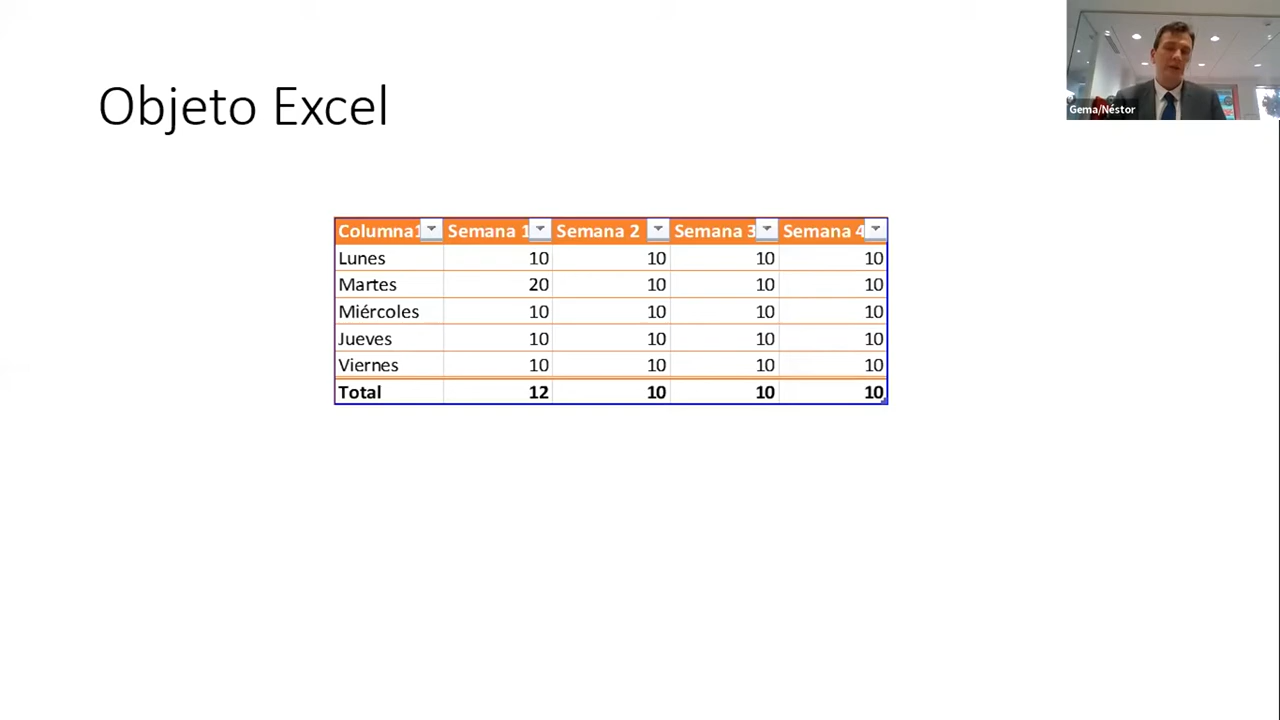 Gema/Néstor
Objeto Excel
Columna1 Semana 1 Semana 2 Semana 3 Semana 4
Lunes 10 10 10 10
Martes 20 10 10 10
Miércoles 10 10 10 10
Jueves 10 10 10 10
Viernes 10 10 10 10
Total 12 10 10 10